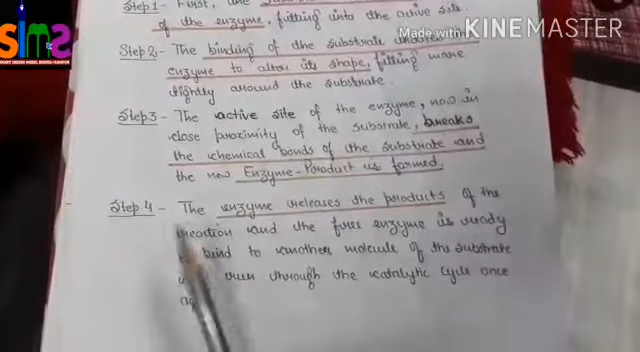 Step 1 - First, the
of the enzyme, fitting into the active site.
Made with KINEMASTER
SIMS
Step 2 - The binding of the substrate
enzyme to alter its shape, fitting more
tightly around the substrate.
Step 3 - The active site of the enzyme, now in
close proximity of the substrate, breaks
the chemical bonds of the substrate and
the new Enzyme - Product is formed.
Step 4 - The enzyme releases the products of the
reaction and the free enzyme is ready
bind to another molecule of the substrate
run through the catalytic cycle once